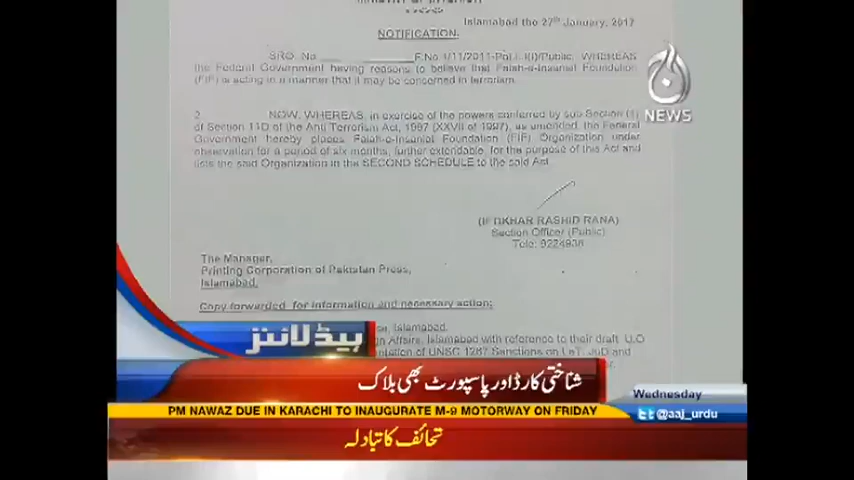 Islamabad the 27th January, 2017
NOTIFICATION.
SRO. No F.No 1/11/2011-Pol.I.(I)/Public, WHEREAS
the Federal Government having reasons to believe that Falah-e-Insaniat Foundation
(FIF) is acting in a manner that it may be concerned in terrorism.
NEWS
2. NOW, WHEREAS, in exercise of the powers conferred by sub Section (1)
of Section 11D of the Anti Terrorism Act, 1997 (XXVII of 1997), as amended, the Federal
Government hereby places Falah-e-Insaniat Foundation (FIF) Organization under
observation for a period of six months, further extendable, for the purpose of this Act and
lists the said Organization in the SECOND SCHEDULE to the said Act
(IFTIKHAR RASHID RANA)
Section Officer (Public)
Tele:
The Manager,
Printing Corporation of Pakistan Press,
Islamabad.
Copy forwarded for information and necessary action:
Islamabad.
Affairs, Islamabad with reference to their draft U.O
of UNSC 1267 Sanctions on LeT, JuD and
ہیڈلائنز
شناختی کارڈ اور پاسپورٹ بھی بلاک
Wednesday
PM NAWAZ DUE IN KARACHI TO INAUGURATE M-9 MOTORWAY ON FRIDAY
@aaj_urdu
تحائف کا تبادلہ